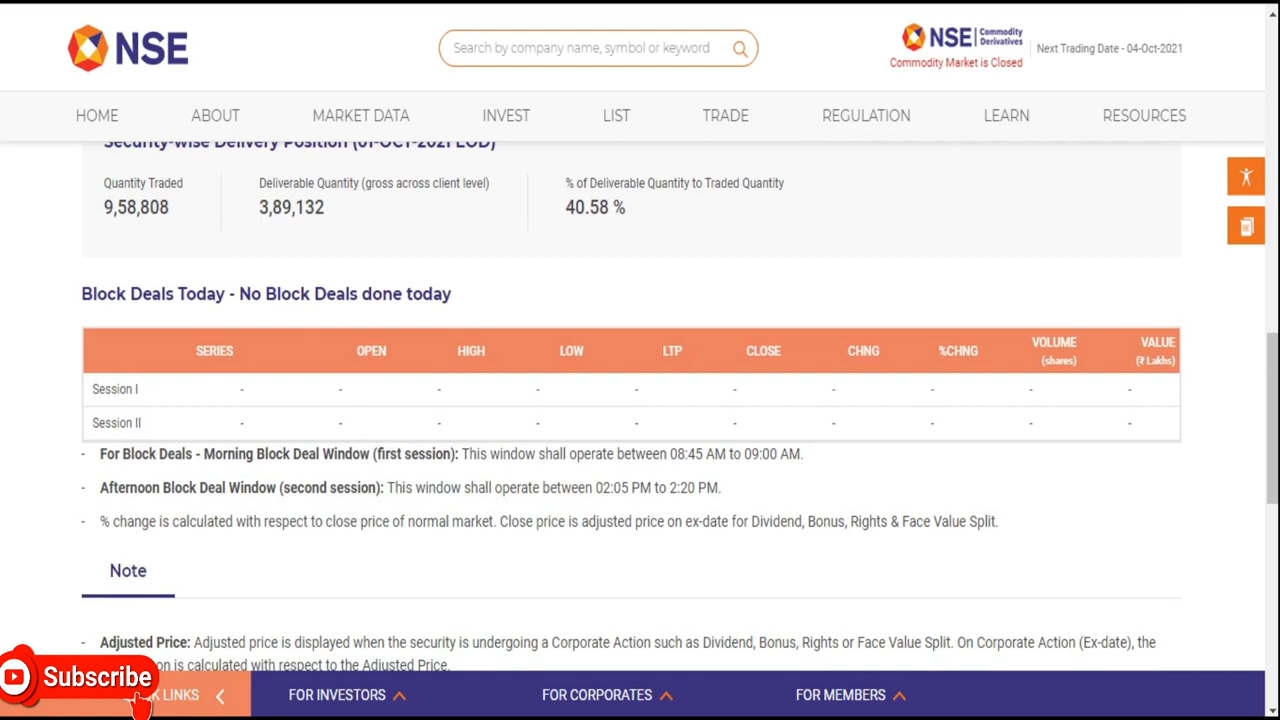 NSE
Search by company name, symbol or keyword
NSE Commodity Derivatives
Commodity Market is Closed
Next Trading Date - 04-Oct-2021
HOME ABOUT MARKET DATA INVEST LIST TRADE REGULATION LEARN RESOURCES
Security-wise Delivery Position (01-OCT-2021 EOD)
Quantity Traded Deliverable Quantity (gross across client level) % of Deliverable Quantity to Traded Quantity
9,58,808 3,89,132 40.58 %
Block Deals Today - No Block Deals done today
SERIES OPEN HIGH LOW LTP CLOSE CHNG %CHNG VOLUME (shares) VALUE (₹ Lakhs)
Session I - - - - - - - - - -
Session II - - - - - - - - - -
- For Block Deals - Morning Block Deal Window (first session): This window shall operate between 08:45 AM to 09:00 AM.
- Afternoon Block Deal Window (second session): This window shall operate between 02:05 PM to 2:20 PM.
- % change is calculated with respect to close price of normal market. Close price is adjusted price on ex-date for Dividend, Bonus, Rights & Face Value Split.
Note
- Adjusted Price: Adjusted price is displayed when the security is undergoing a Corporate Action such as Dividend, Bonus, Rights or Face Value Split. On Corporate Action (Ex-date), the
on is calculated with respect to the Adjusted Price.
Subscribe
LINKS FOR INVESTORS FOR CORPORATES FOR MEMBERS